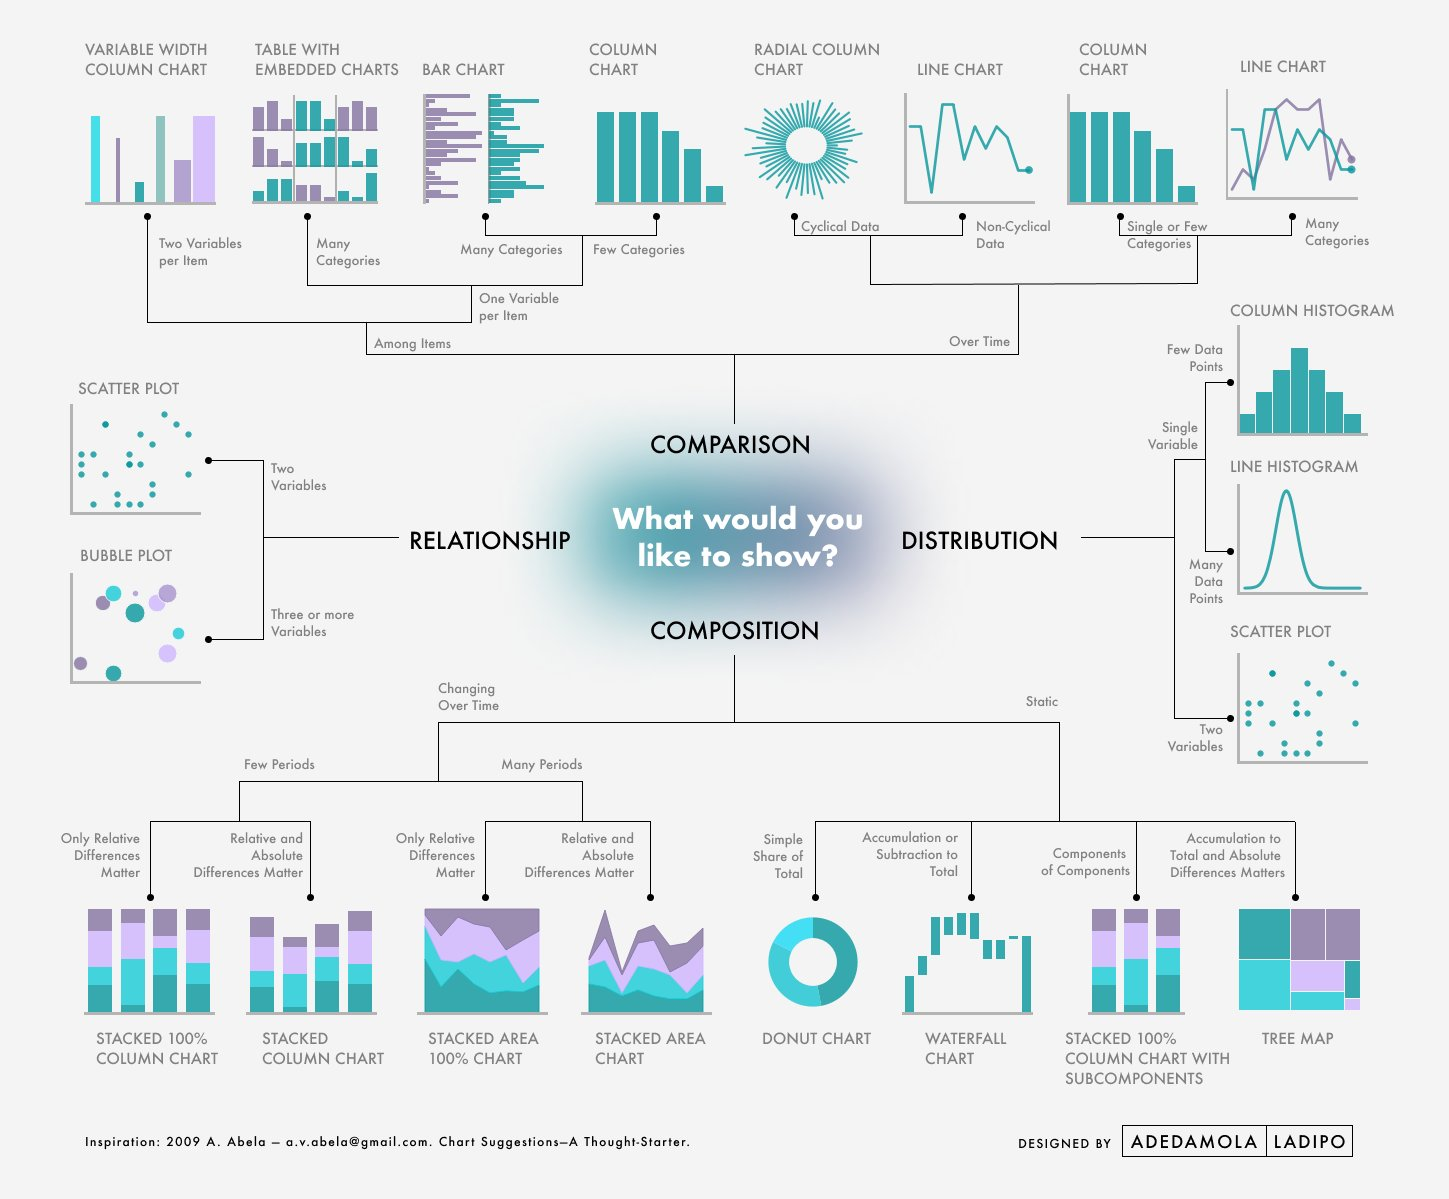 VARIABLE WIDTH
COLUMN CHART
TABLE WITH
EMBEDDED CHARTS
BAR CHART
COLUMN
CHART
RADIAL COLUMN
CHART
LINE CHART
COLUMN
CHART
LINE CHART
Two Variables
per Item
Many
Categories
Many Categories
Few Categories
Cyclical Data
Non-Cyclical
Data
Single or Few
Categories
Many
Categories
One Variable
per Item
Among Items
Over Time
COMPARISON
SCATTER PLOT
Two
Variables
BUBBLE PLOT
Three or more
Variables
RELATIONSHIP
What would you
like to show?
DISTRIBUTION
COLUMN HISTOGRAM
Few Data
Points
Single
Variable
LINE HISTOGRAM
Many
Data
Points
SCATTER PLOT
Two
Variables
COMPOSITION
Changing
Over Time
Static
Few Periods
Many Periods
Only Relative
Differences
Matter
Relative and
Absolute
Differences Matter
Only Relative
Differences
Matter
Relative and
Absolute
Differences Matter
Simple
Share of
Total
Accumulation or
Subtraction to
Total
Components
of Components
Accumulation to
Total and Absolute
Differences Matters
STACKED 100%
COLUMN CHART
STACKED
COLUMN CHART
STACKED AREA
100% CHART
STACKED AREA
CHART
DONUT CHART
WATERFALL
CHART
STACKED 100%
COLUMN CHART WITH
SUBCOMPONENTS
TREE MAP
Inspiration: 2009 A. Abela – a.v.abela@gmail.com. Chart Suggestions—A Thought-Starter.
DESIGNED BY ADEDAMOLA LADIPO